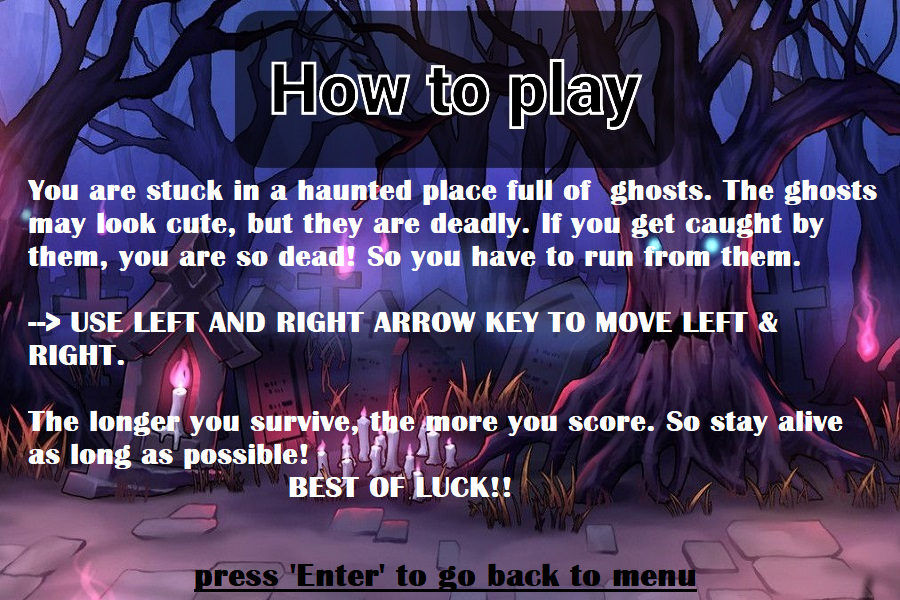 How to play
You are stuck in a haunted place full of  ghosts. The ghosts
may look cute, but they are deadly. If you get caught by
them, you are so dead! So you have to run from them.
--> USE LEFT AND RIGHT ARROW KEY TO MOVE LEFT &
RIGHT.
The longer you survive, the more you score. So stay alive
as long as possible!
BEST OF LUCK!!
press 'Enter' to go back to menu